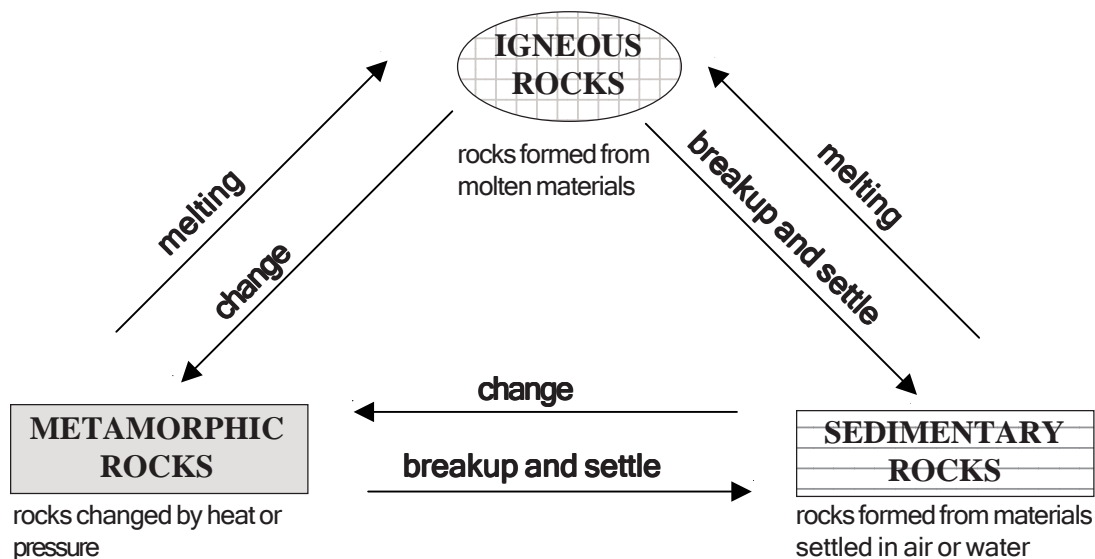 IGNEOUS
ROCKS
rocks formed from
molten materials
melting
change
breakup and settle
melting
change
breakup and settle
METAMORPHIC
ROCKS
rocks changed by heat or
pressure
SEDIMENTARY
ROCKS
rocks formed from materials
settled in air or water